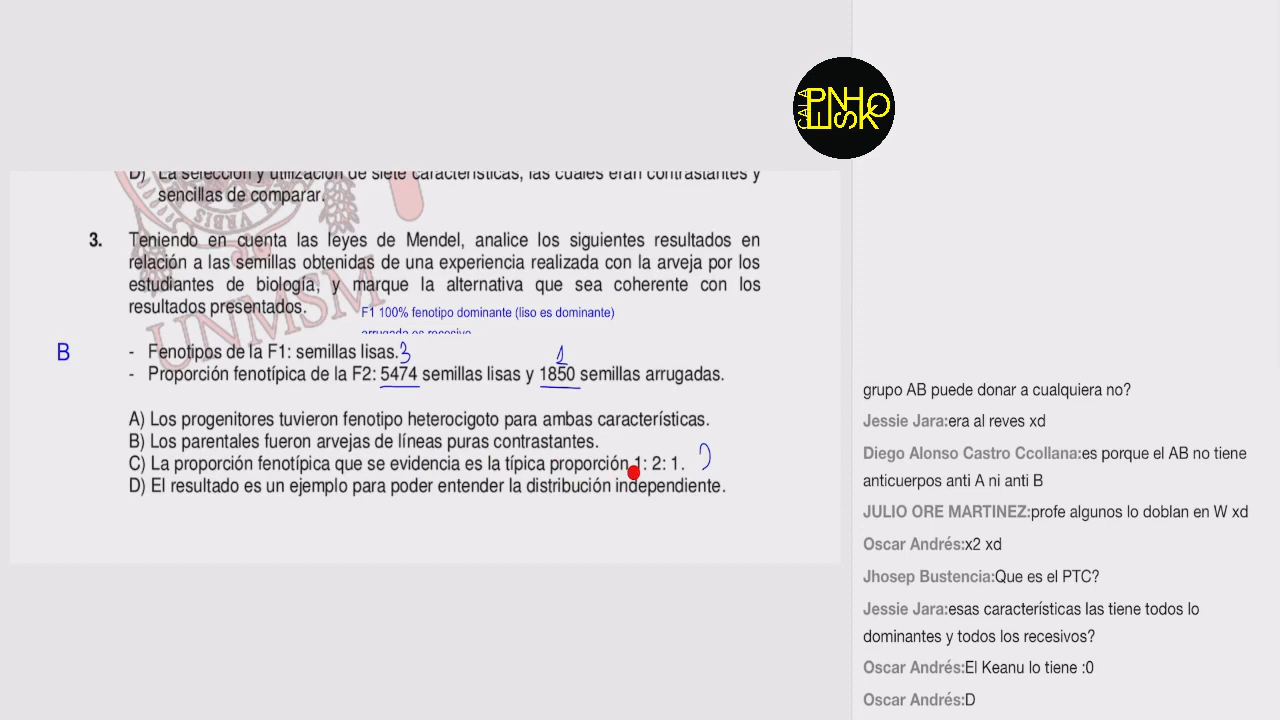 CALA
PENHO
ESK
D) La selección y utilización de siete características, las cuales eran contrastantes y
sencillas de comparar.
3. Teniendo en cuenta las leyes de Mendel, analice los siguientes resultados en
relación a las semillas obtenidas de una experiencia realizada con la arveja por los
estudiantes de biología, y marque la alternativa que sea coherente con los
resultados presentados.
UNMSM
F1 100% fenotipo dominante (liso es dominante)
arrugada es recesivo
B
- Fenotipos de la F1: semillas lisas. 3 1
- Proporción fenotípica de la F2: 5474 semillas lisas y 1850 semillas arrugadas.
A) Los progenitores tuvieron fenotipo heterocigoto para ambas características.
B) Los parentales fueron arvejas de líneas puras contrastantes.
C) La proporción fenotípica que se evidencia es la típica proporción 1: 2: 1.
D) El resultado es un ejemplo para poder entender la distribución independiente.
grupo AB puede donar a cualquiera no?
Jessie Jara:era al reves xd
Diego Alonso Castro Ccollana:es porque el AB no tiene
anticuerpos anti A ni anti B
JULIO ORE MARTINEZ:profe algunos lo doblan en W xd
Oscar Andrés:x2 xd
Jhosep Bustencia:Que es el PTC?
Jessie Jara:esas características las tiene todos lo
dominantes y todos los recesivos?
Oscar Andrés:El Keanu lo tiene :0
Oscar Andrés:D